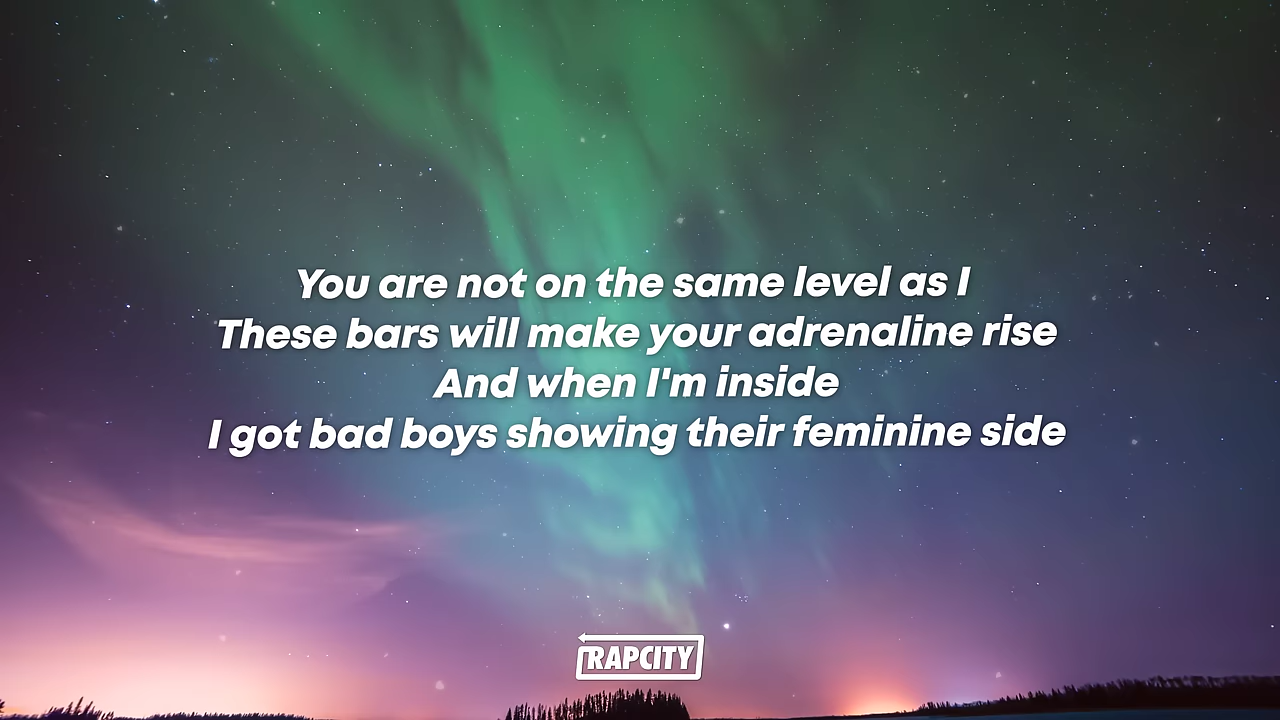 You are not on the same level as I
These bars will make your adrenaline rise
And when I'm inside
I got bad boys showing their feminine side
RAPCITY